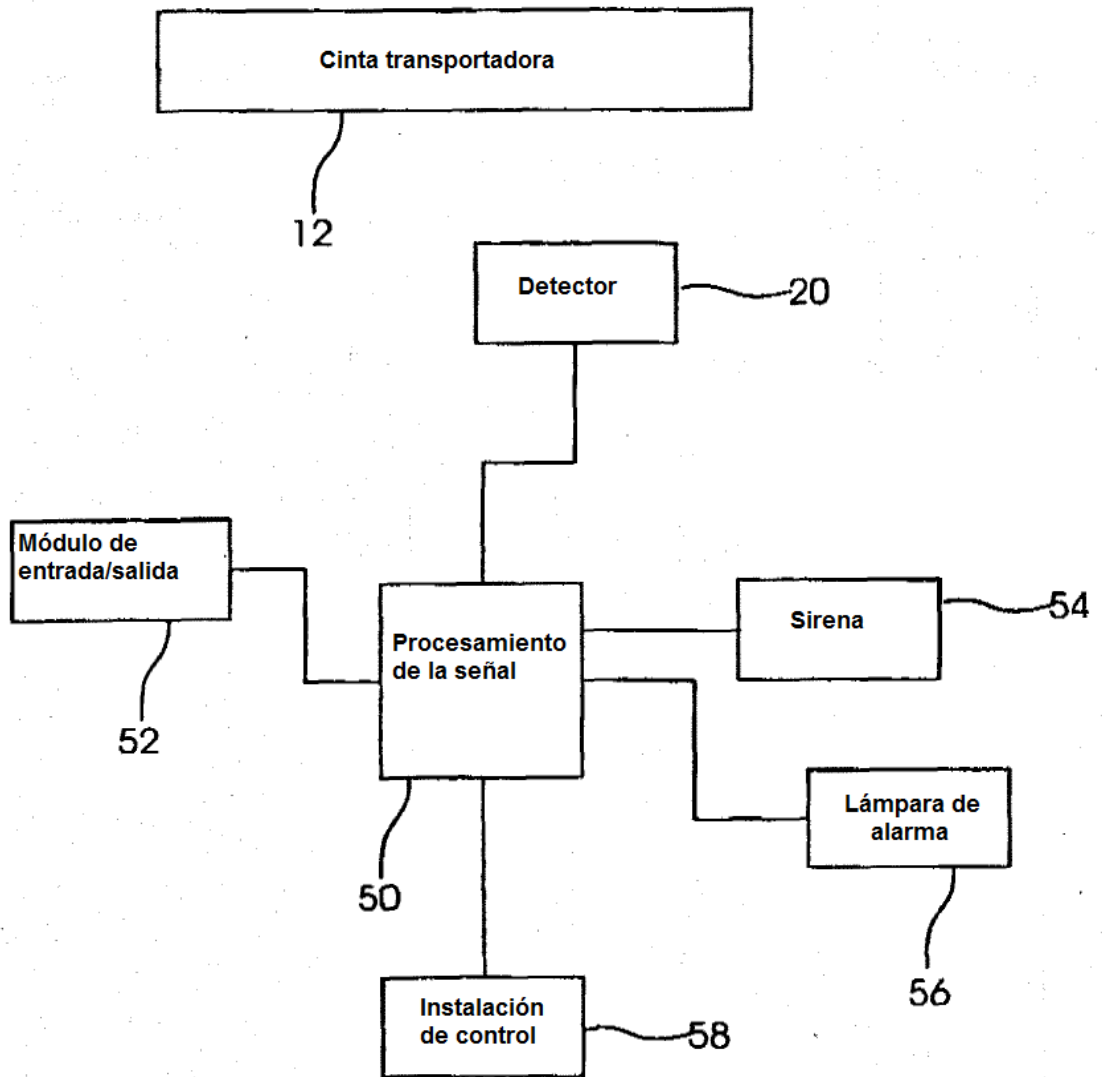 Cinta transportadora
12
Detector
20
Módulo de
entrada/salida
52
Procesamiento
de la señal
50
Sirena
54
Lámpara de
alarma
56
Instalación
de control
58